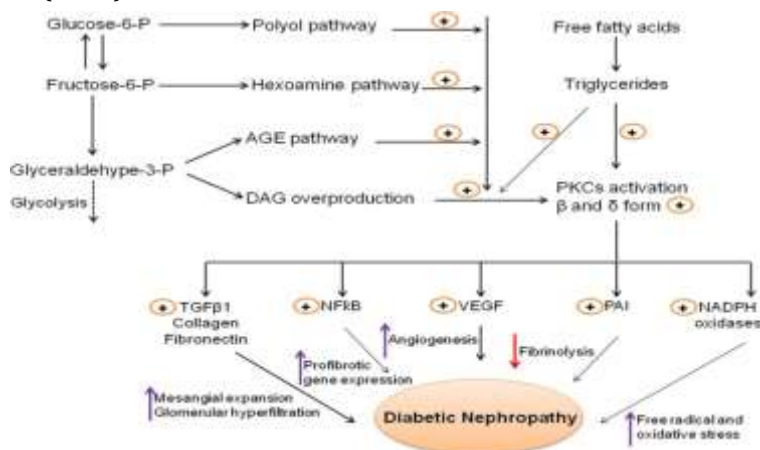 Glucose-6-P
Polyol pathway
+
Free fatty acids
Fructose-6-P
Hexoamine pathway
+
Triglycerides
AGE pathway
+
+
+
Glyceraldehype-3-P
Glycolysis
DAG overproduction
+
PKCs activation
β and δ form +
+ TGFβ1
Collagen
Fibronectin
+ NFkB
+ VEGF
+ PAI
+ NADPH
oxidases
Angiogenesis
Fibrinolysis
Profibrotic
gene expression
Mesangial expansion
Glomenular hyperfiltration
Diabetic Nephropathy
Free radical and
oxidative stress